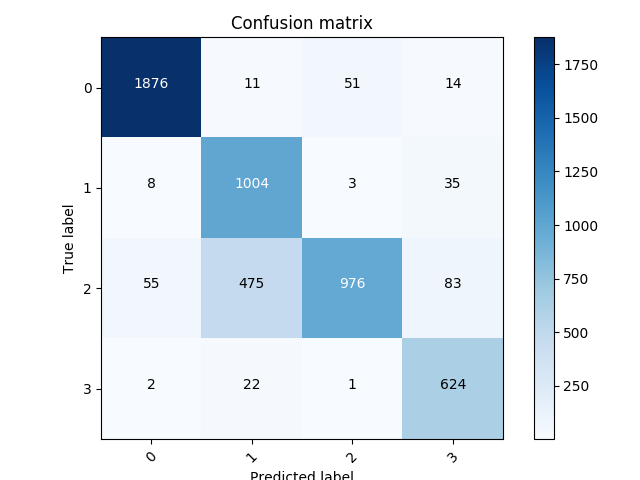 Confusion matrix
0 1876 11 51 14
1 8 1004 3 35
2 55 475 976 83
3 2 22 1 624
0 1 2 3
True label
Predicted label
1750
1500
1250
1000
750
500
250